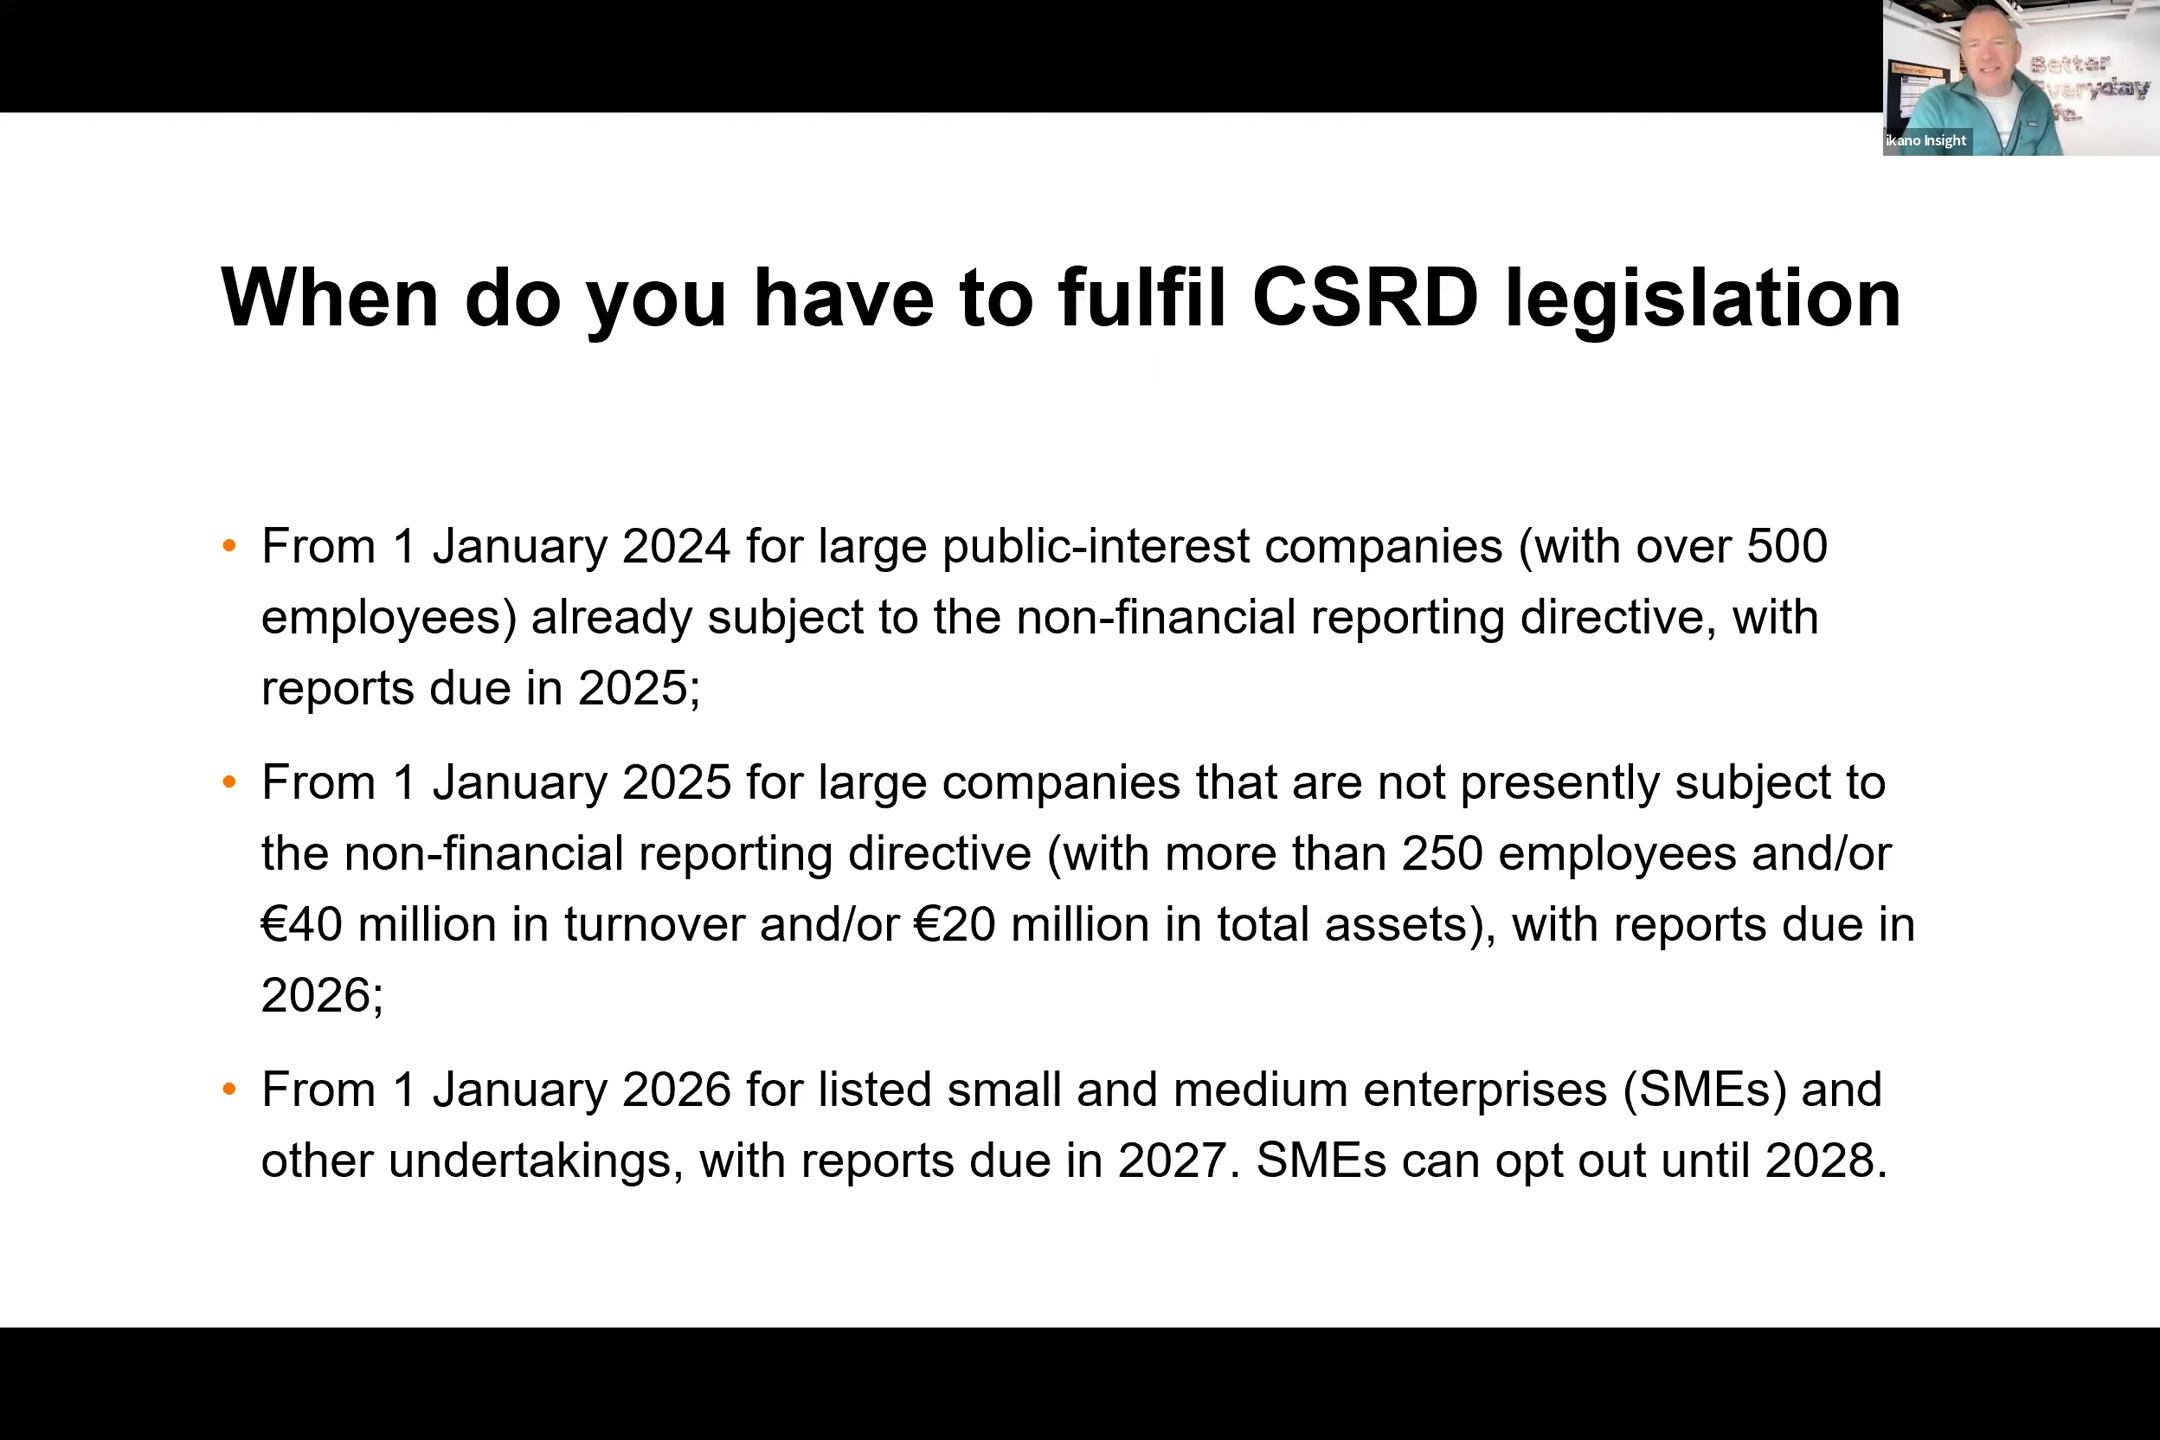 Better
Everyday
ikano Insight
When do you have to fulfil CSRD legislation
• From 1 January 2024 for large public-interest companies (with over 500
employees) already subject to the non-financial reporting directive, with
reports due in 2025;
• From 1 January 2025 for large companies that are not presently subject to
the non-financial reporting directive (with more than 250 employees and/or
€40 million in turnover and/or €20 million in total assets), with reports due in
2026;
• From 1 January 2026 for listed small and medium enterprises (SMEs) and
other undertakings, with reports due in 2027. SMEs can opt out until 2028.